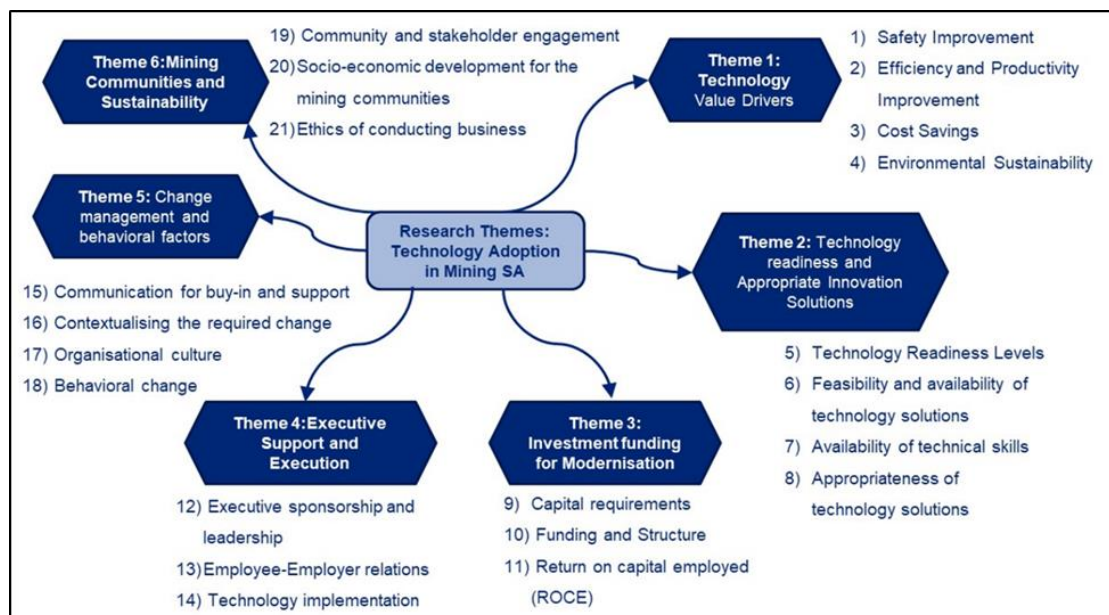 Theme 6:Mining
Communities and
Sustainability
19) Community and stakeholder engagement
20) Socio-economic development for the
mining communities
21) Ethics of conducting business
Theme 1:
Technology
Value Drivers
1) Safety Improvement
2) Efficiency and Productivity
Improvement
3) Cost Savings
4) Environmental Sustainability
Theme 5: Change
management and
behavioral factors
Research Themes:
Technology Adoption
in Mining SA
Theme 2: Technology
readiness and
Appropriate Innovation
Solutions
15) Communication for buy-in and support
16) Contextualising the required change
17) Organisational culture
18) Behavioral change
5) Technology Readiness Levels
6) Feasibility and availability of
technology solutions
7) Availability of technical skills
8) Appropriateness of
technology solutions
Theme 4:Executive
Support and
Execution
12) Executive sponsorship and
leadership
13) Employee-Employer relations
14) Technology implementation
Theme 3:
Investment funding
for Modernisation
9) Capital requirements
10) Funding and Structure
11) Return on capital employed
(ROCE)